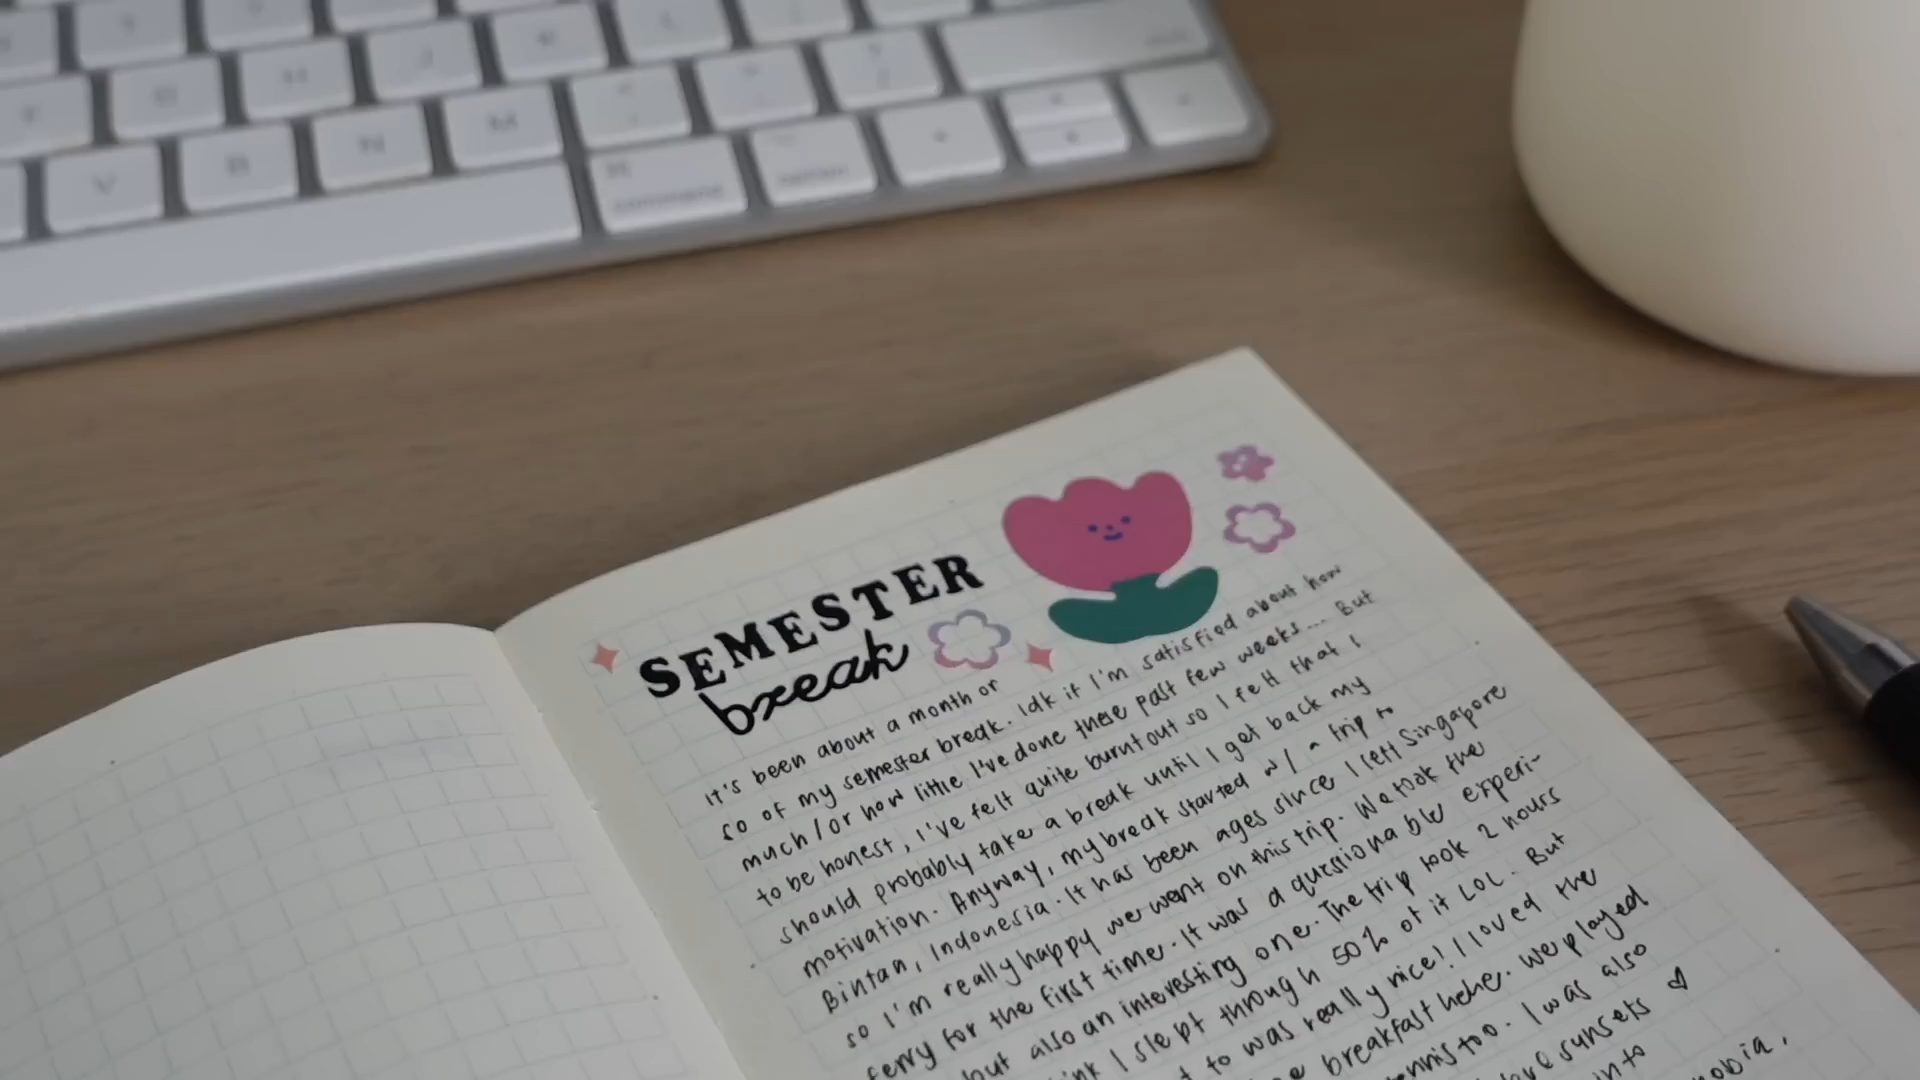 V B N M
command
option
SEMESTER
break
It's been about a month or
so of my semester break. Idk if I'm satisfied about how
much/or how little I've done these past few weeks... But
to be honest, I've felt quite burnt out so I felt that I
should probably take a break until I get back my
motivation. Anyway, my break started w/ a trip to
Bintan, Indonesia. It has been ages since I left Singapore
so I'm really happy we went on this trip. We took the
ferry for the first time. It was a questionable experi-
but also an interesting one. The trip took 2 hours
I slept through 50% of it LOL. But
to was really nice! I loved the
breakfast hehe. We played
too. I was also
sunsets
into